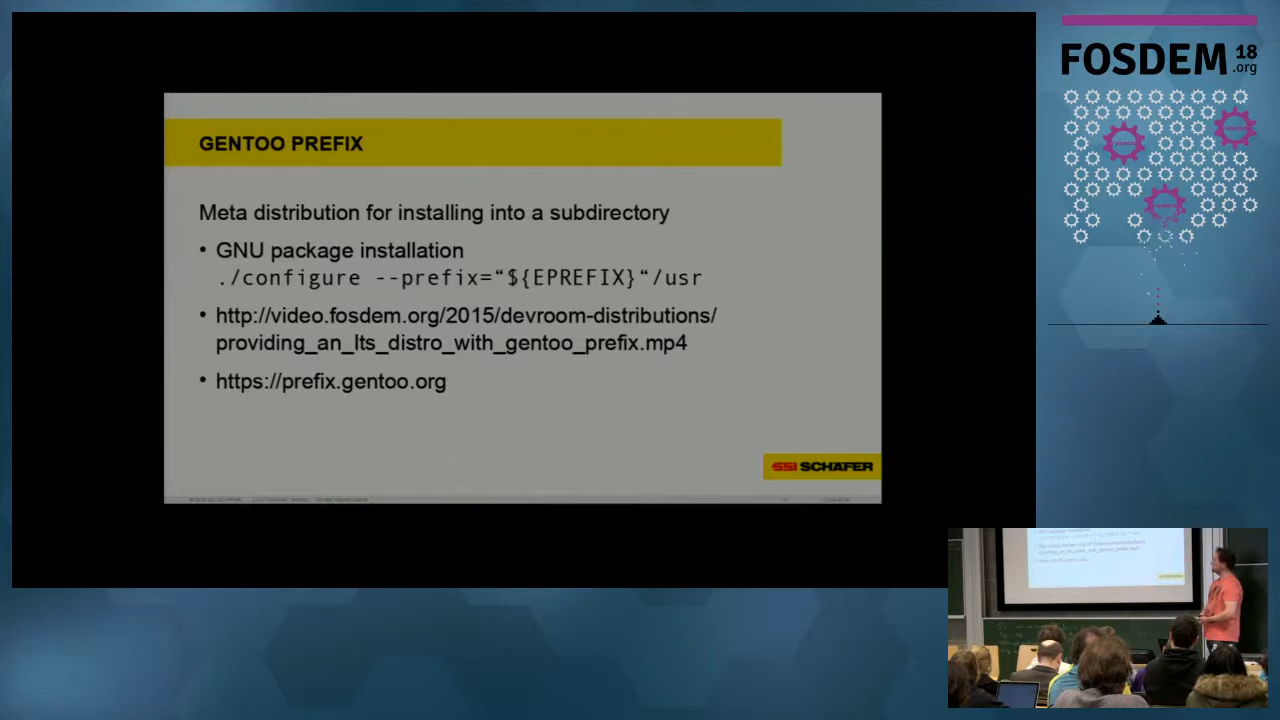 FOSDEM 18
.org
GENTOO PREFIX
Meta distribution for installing into a subdirectory
• GNU package installation
./configure --prefix=“${EPREFIX}“/usr
• http://video.fosdem.org/2015/devroom-distributions/
providing_an_lts_distro_with_gentoo_prefix.mp4
• https://prefix.gentoo.org
SSI SCHÄFER